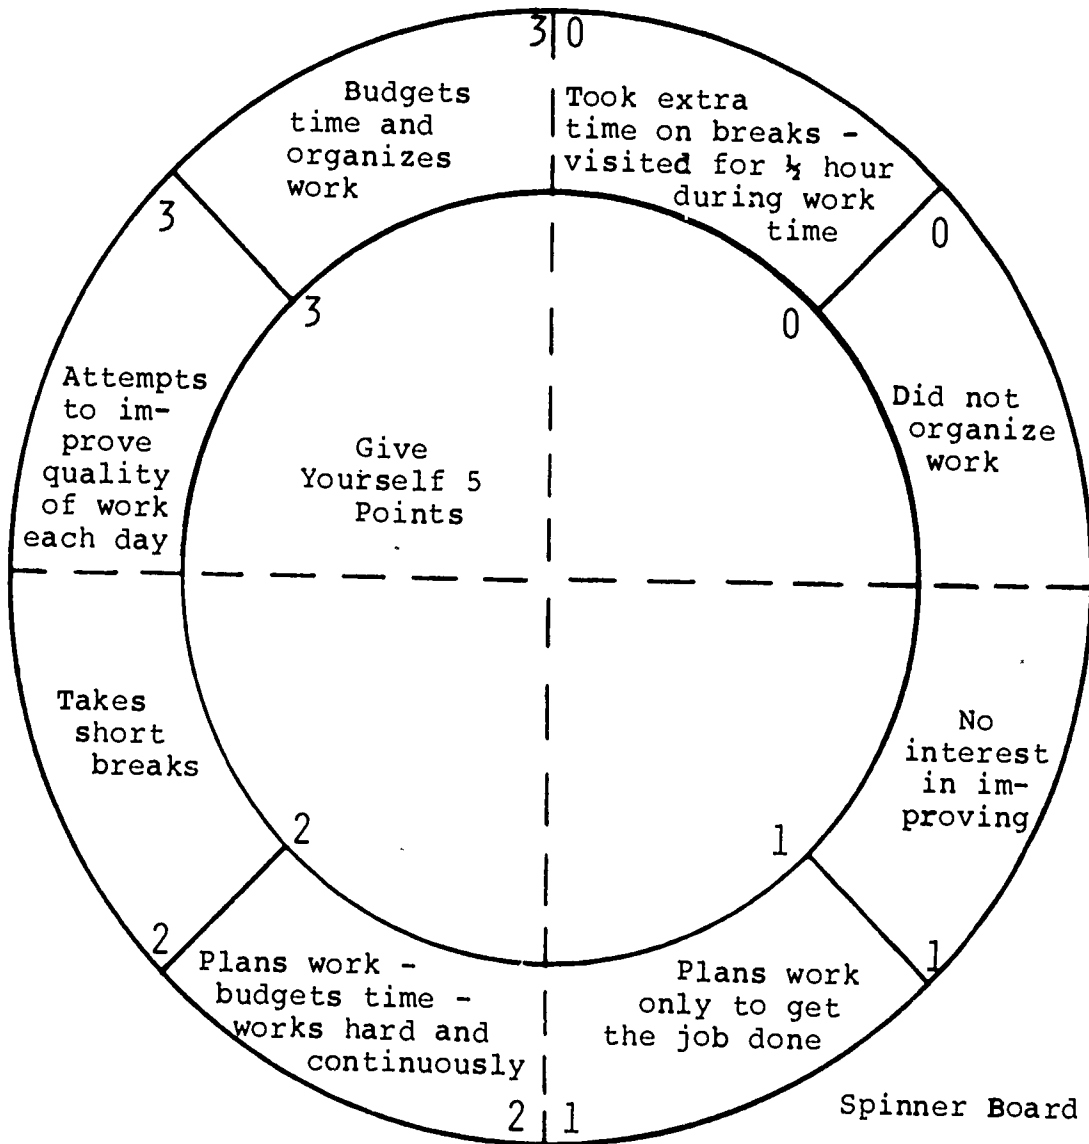 3 0
Budgets
time and
organizes
work
Took extra
time on breaks -
visited for ½ hour
during work
time
3
0
3
0
Attempts
to im-
prove
quality
of work
each day
Give
Yourself 5
Points
Did not
organize
work
Takes
short
breaks
No
interest
in im-
proving
2
1
2
1
Plans work -
budgets time -
works hard and
continuously
Plans work
only to get
the job done
2 1
Spinner Board